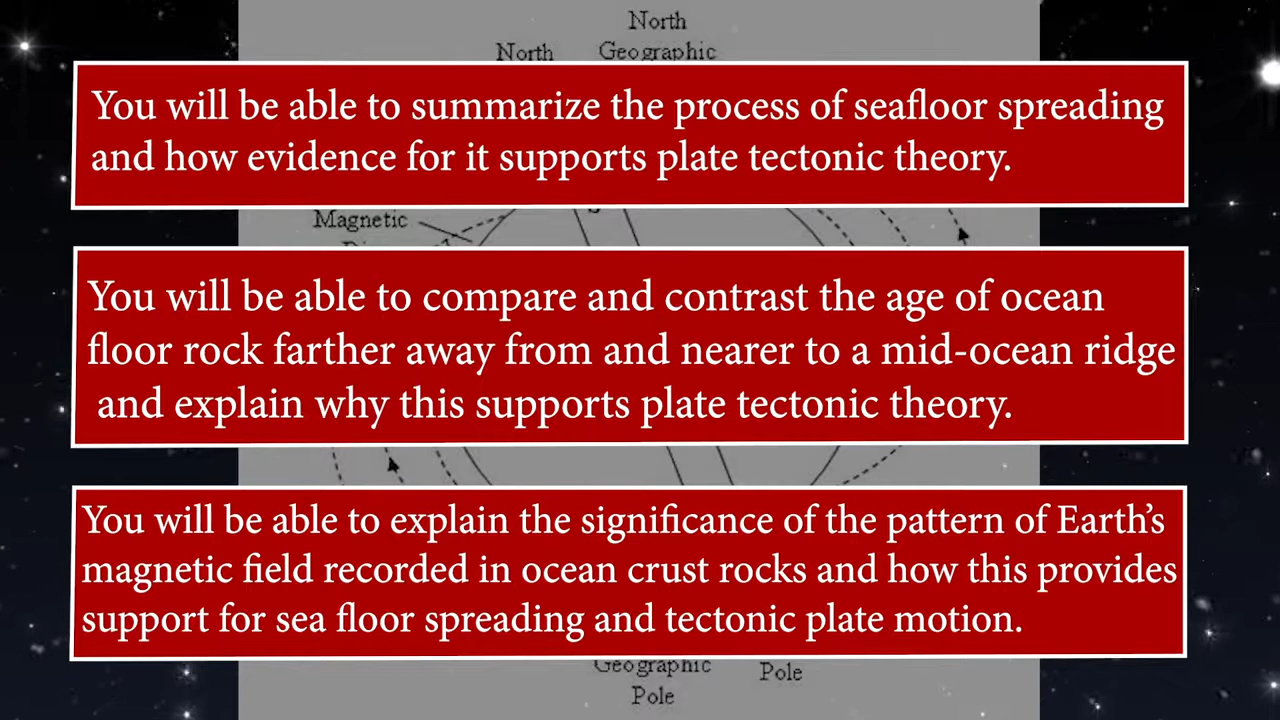 North
North
Geographic
You will be able to summarize the process of seafloor spreading
and how evidence for it supports plate tectonic theory.
Magnetic
You will be able to compare and contrast the age of ocean
floor rock farther away from and nearer to a mid-ocean ridge
and explain why this supports plate tectonic theory.
You will be able to explain the significance of the pattern of Earth’s
magnetic field recorded in ocean crust rocks and how this provides
support for sea floor spreading and tectonic plate motion.
Geographic
Pole
Pole